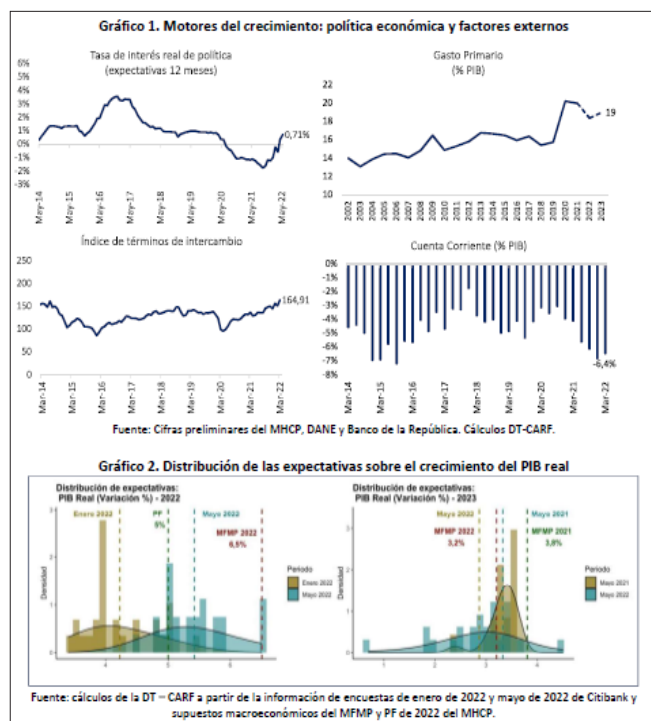 Gráfico 1. Motores del crecimiento: política económica y factores externos
Tasa de interés real de política
(expectativas 12 meses)
6%
5%
4%
3%
2%
1%
0%
-1%
-2%
-3%
0,71%
May-14
May-15
May-16
May-17
May-18
May-19
May-20
May-21
May-22
Gasto Primario
(% PIB)
22
20
18
16
14
12
10
19
2002
2003
2004
2005
2006
2007
2008
2009
2010
2011
2012
2013
2014
2015
2016
2017
2018
2019
2020
2021
2022
2023
Índice de términos de intercambio
250
200
150
100
50
0
164,91
Mar-14
Mar-15
Mar-16
Mar-17
Mar-18
Mar-19
Mar-20
Mar-21
Mar-22
Cuenta Corriente (% PIB)
0%
-1%
-2%
-3%
-4%
-5%
-6%
-7%
-8%
-6,4%
Mar-14
Mar-15
Mar-16
Mar-17
Mar-18
Mar-19
Mar-20
Mar-21
Mar-22
Fuente: Cifras preliminares del MHCP, DANE y Banco de la República. Cálculos DT-CARF.
Gráfico 2. Distribución de las expectativas sobre el crecimiento del PIB real
Distribución de expectativas:
PIB Real (Variación %) - 2022
Enero 2022
PF
5%
Mayo 2022
MFMP 2022
6,5%
Densidad
3
2
1
0
4
5
6
Periodo
Enero 2022
Mayo 2022
Distribución de expectativas:
PIB Real (Variación %) - 2023
Mayo 2022
Mayo 2021
MFMP 2022
3,2%
MFMP 2021
3,8%
Densidad
3
2
1
0
1
2
3
4
Periodo
Mayo 2021
Mayo 2022
Fuente: cálculos de la DT – CARF a partir de la información de encuestas de enero de 2022 y mayo de 2022 de Citibank y
supuestos macroeconómicos del MFMP y PF de 2022 del MHCP.